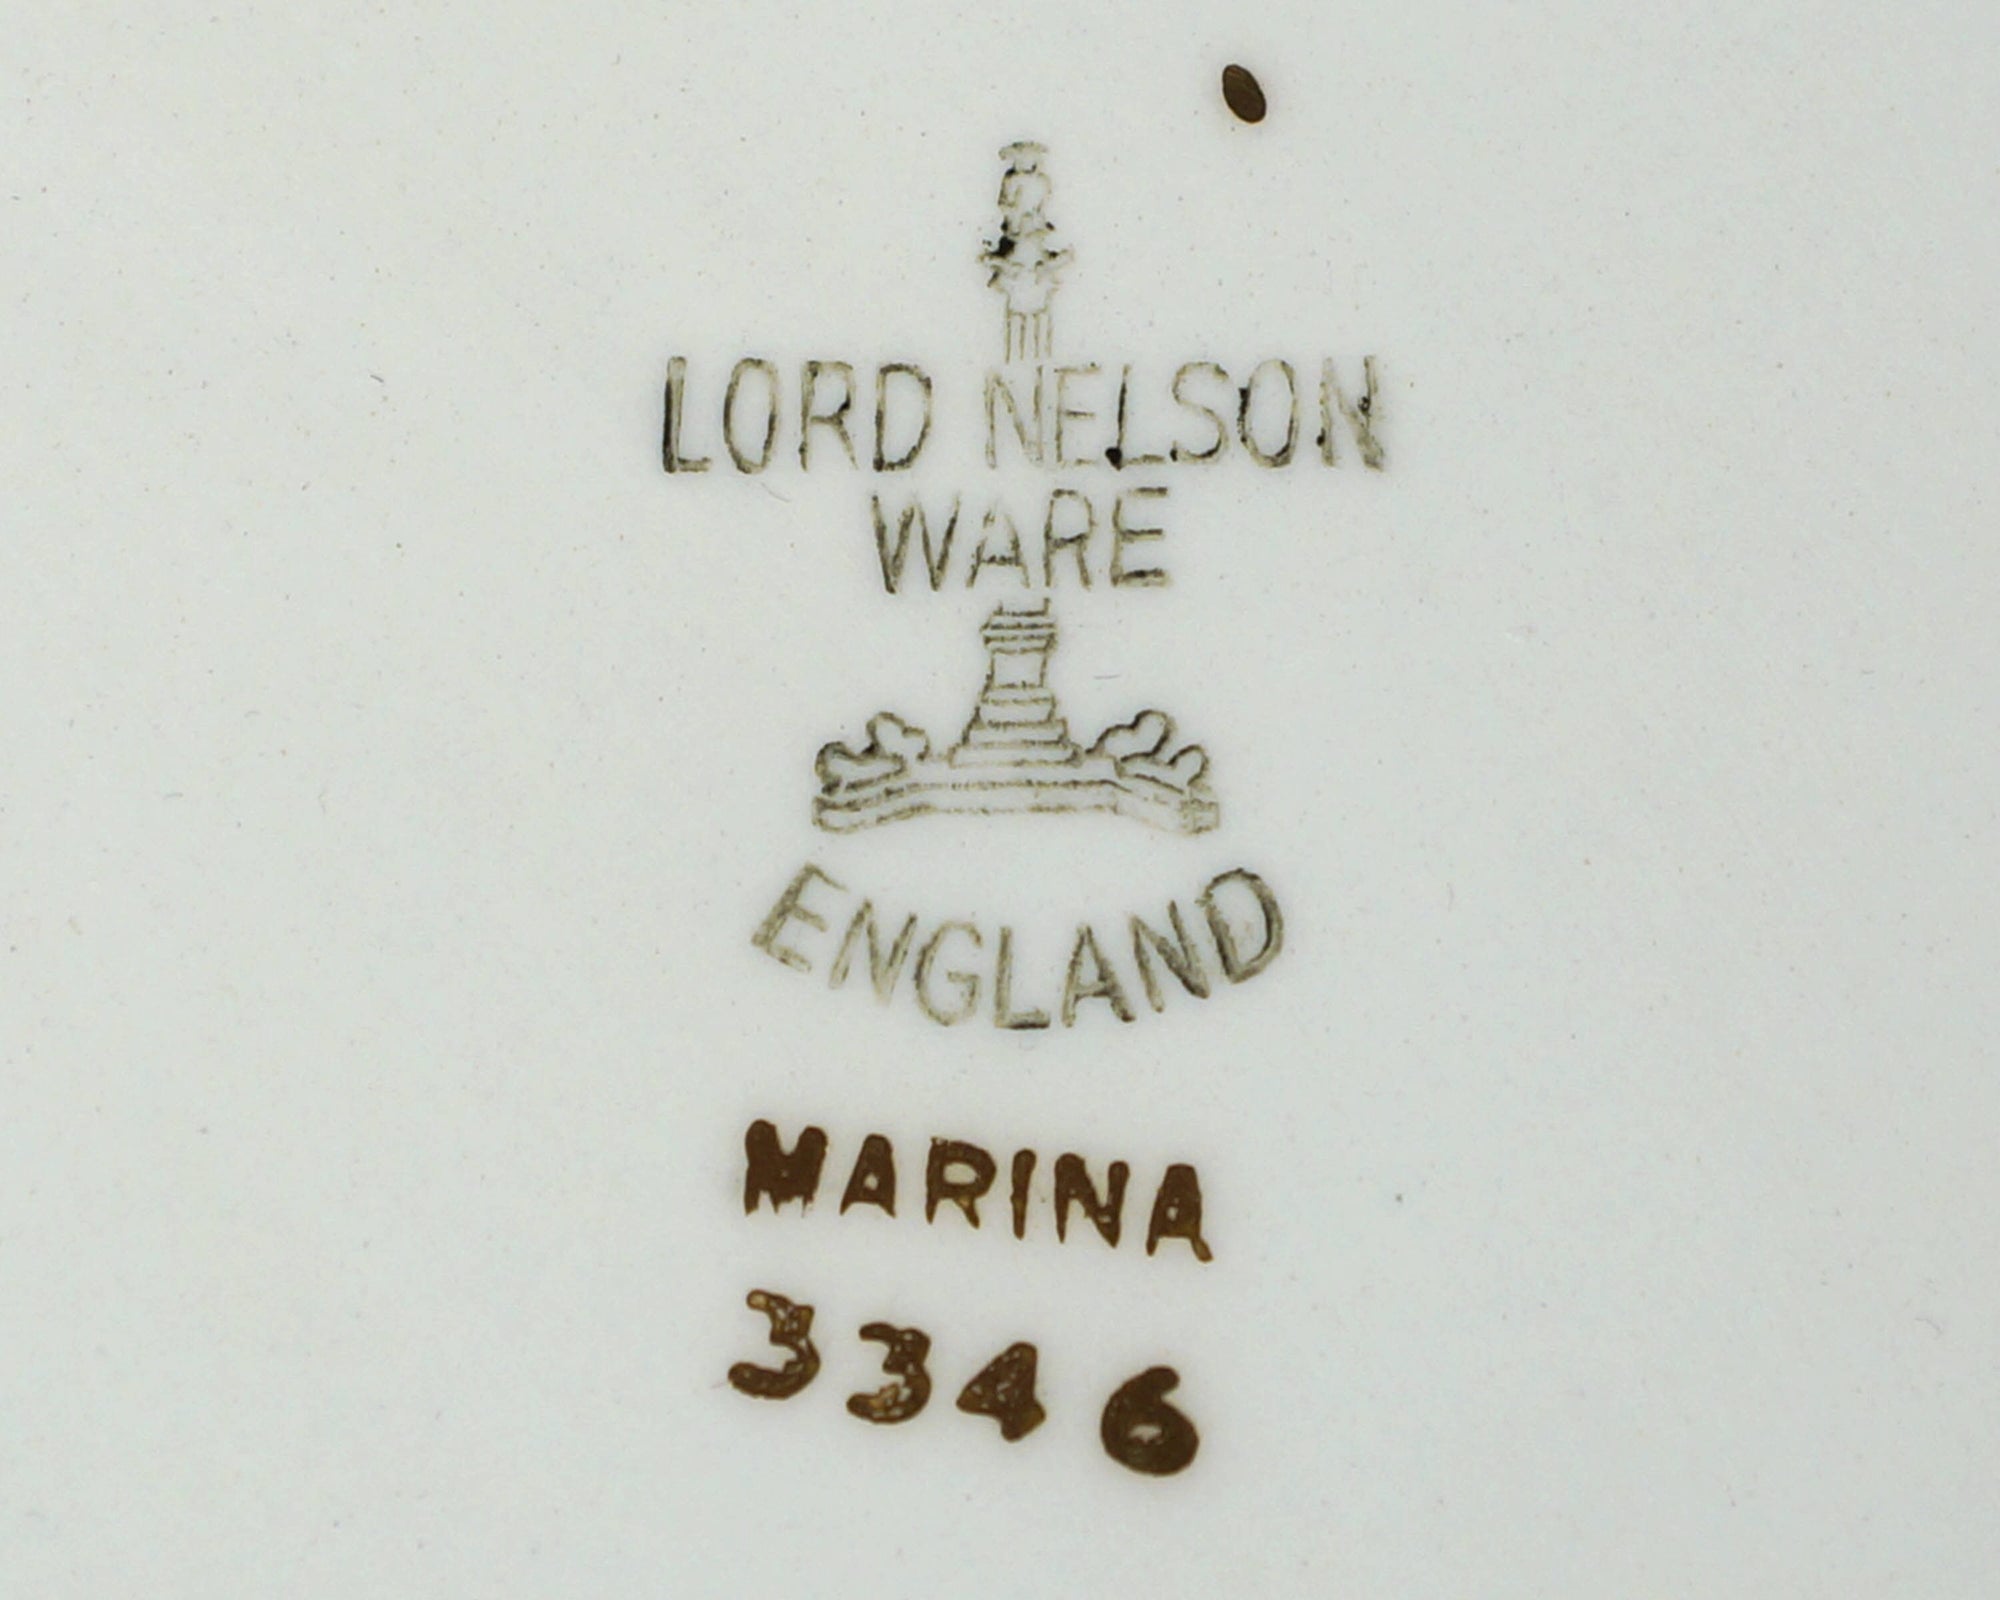 LORD NELSON
WARE
ENGLAND
MARINA
3346